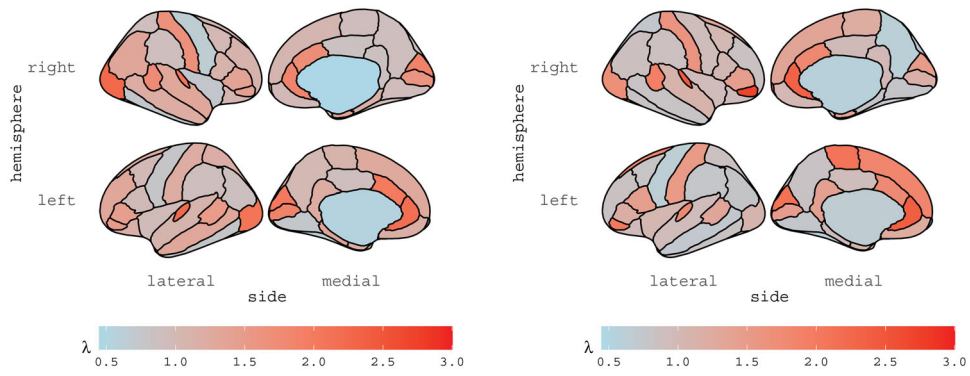 right
left
hemisphere
lateral
medial
side
λ
0.5 1.0 1.5 2.0 2.5 3.0
right
left
hemisphere
lateral
medial
side
λ
0.5 1.0 1.5 2.0 2.5 3.0